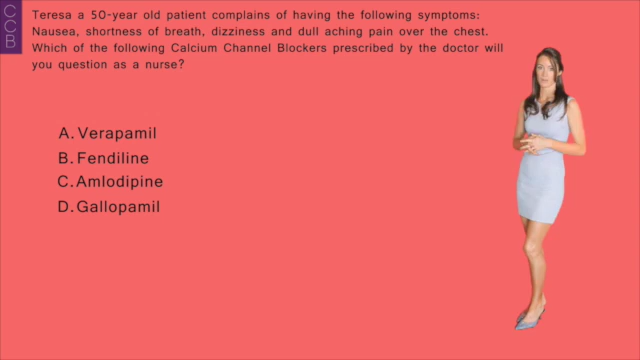 CCB
Teresa a 50-year old patient complains of having the following symptoms:
Nausea, shortness of breath, dizziness and dull aching pain over the chest.
Which of the following Calcium Channel Blockers prescribed by the doctor will
you question as a nurse?
A. Verapamil
B. Fendiline
C. Amlodipine
D. Gallopamil